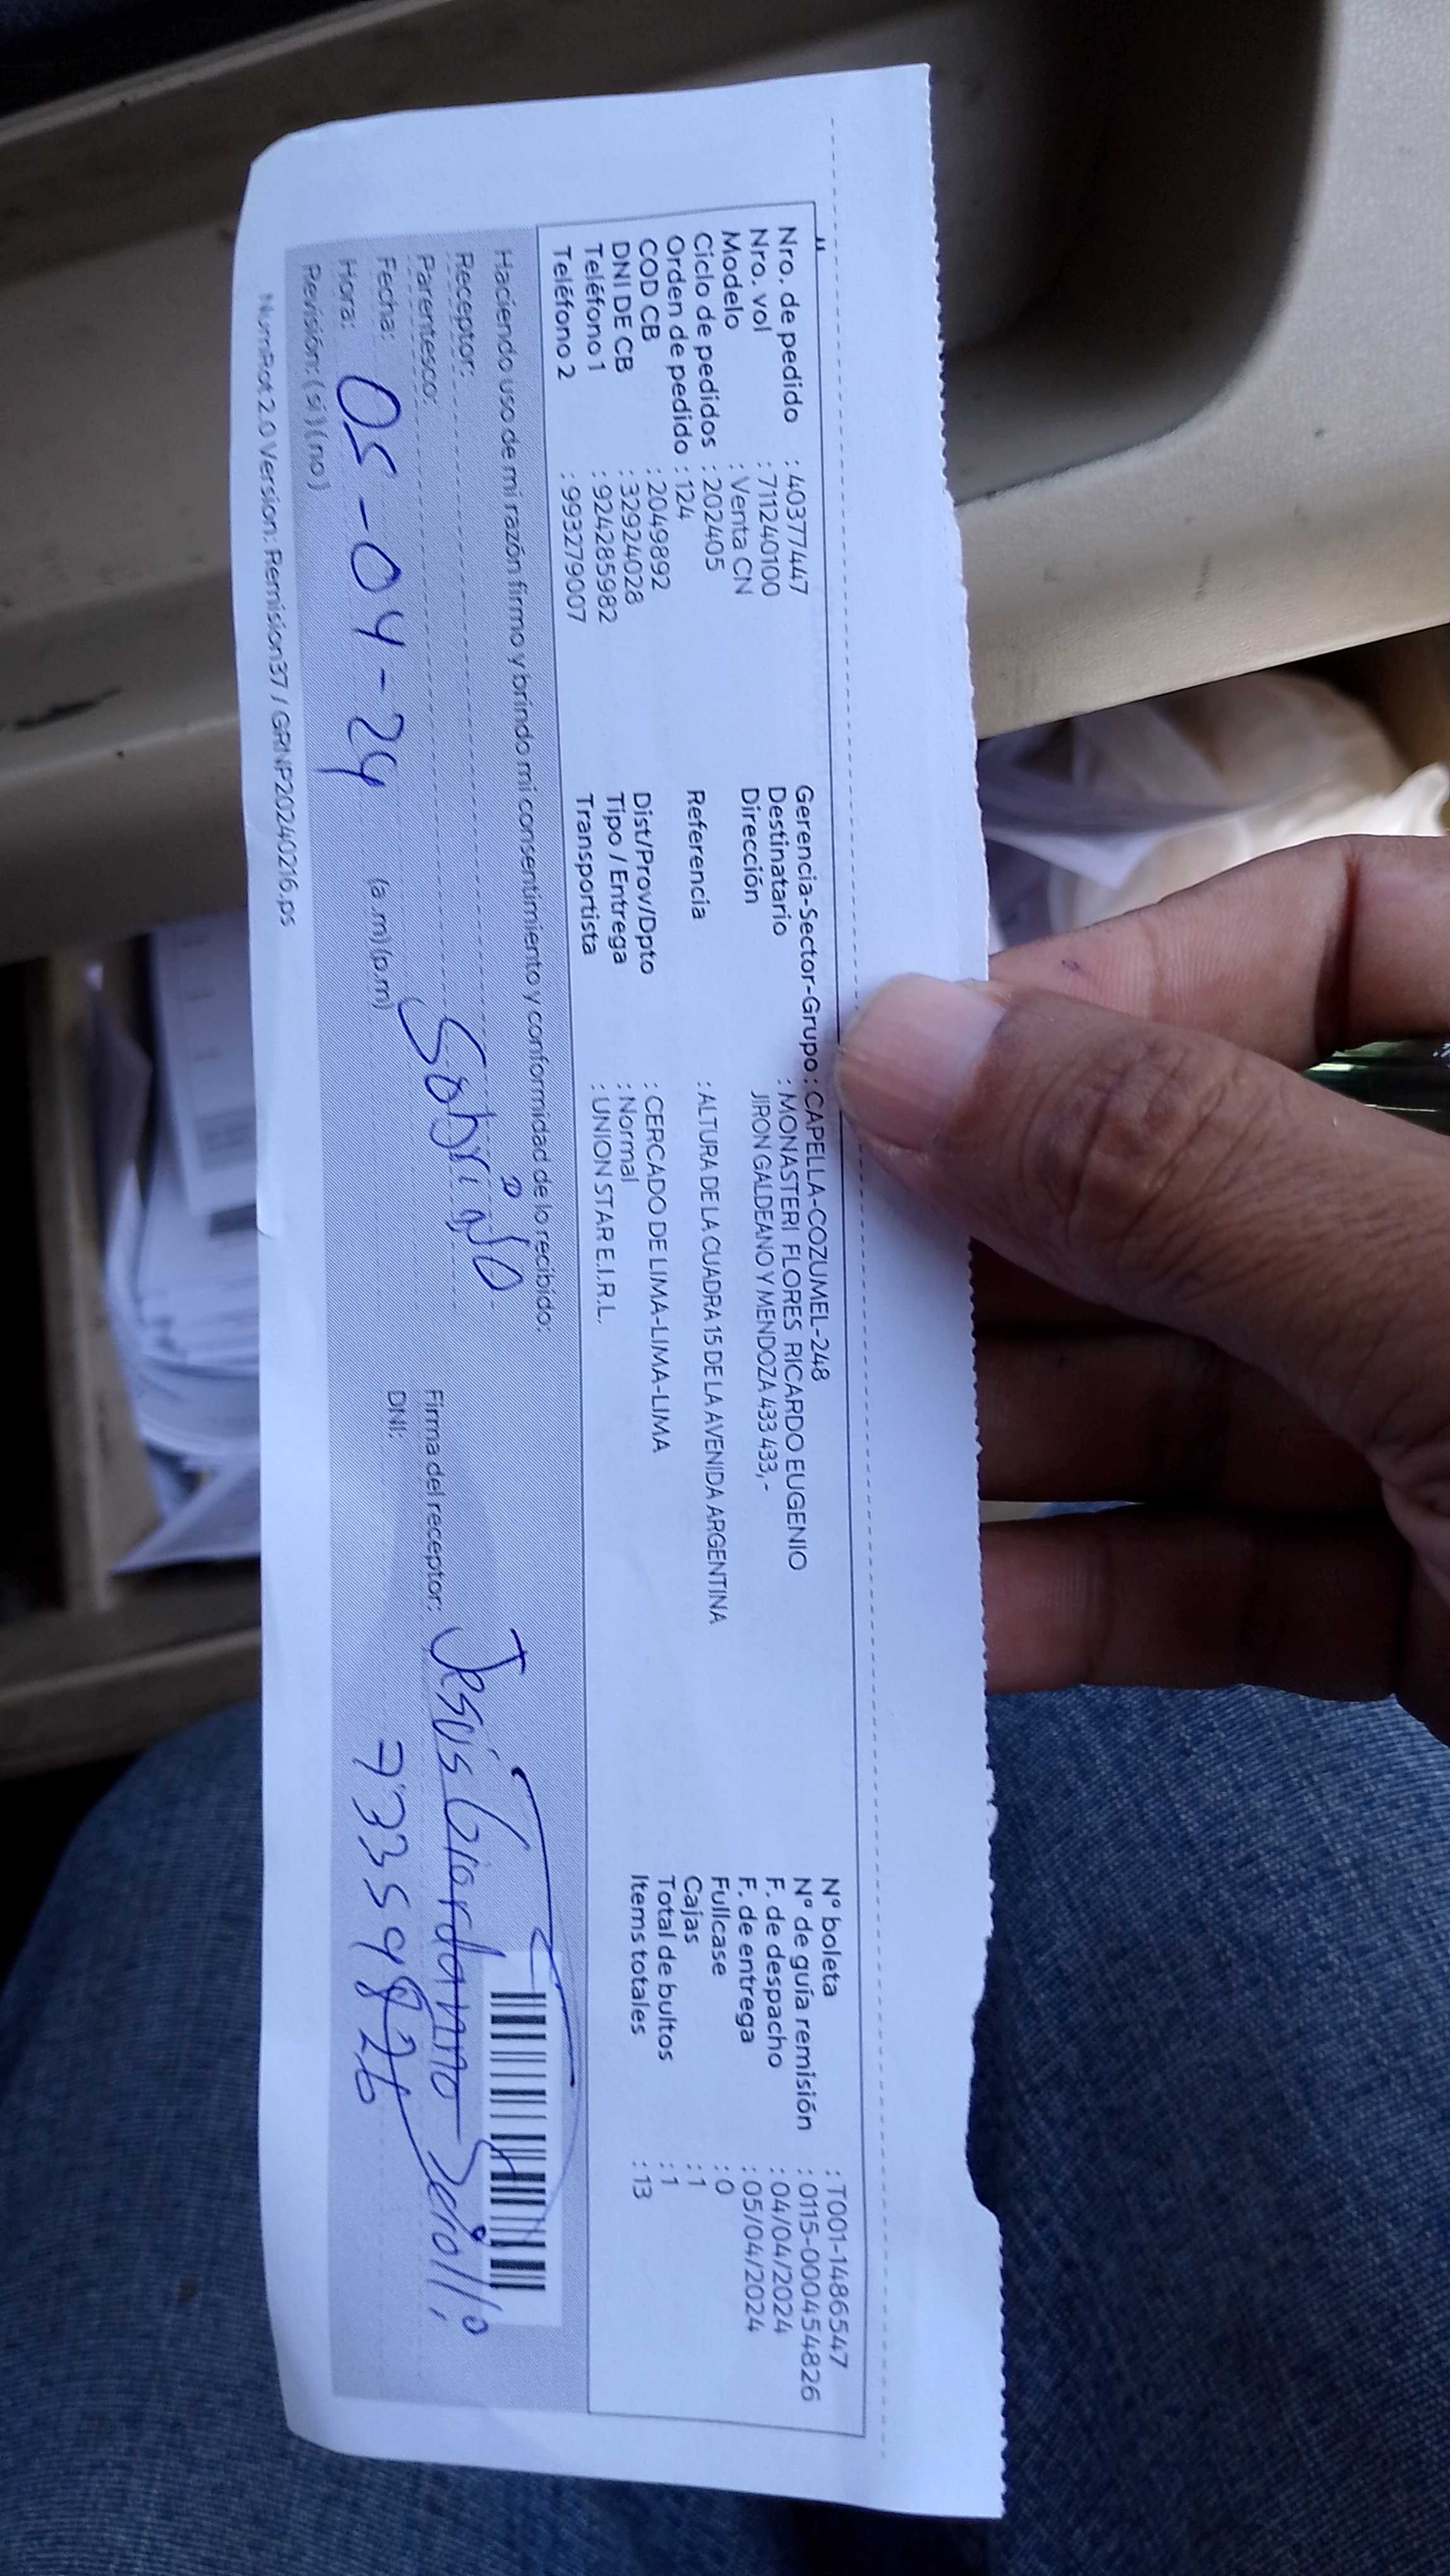 Nro. de pedido : 40377447
Nro. vol : 711240100
Modelo : Venta CN
Ciclo de pedidos : 202405
Orden de pedido : 124
COD CB : 2049892
DNI DE CB : 32924028
Teléfono 1 : 924285982
Teléfono 2 : 993279007
Gerencia-Sector-Grupo : CAPELLA-COZUMEL-248
Destinatario : MONASTERI FLORES RICARDO EUGENIO
Dirección JIRON GALDEANO Y MENDOZA 433 433,-
Referencia : ALTURA DE LA CUADRA 15 DE LA AVENIDA ARGENTINA
Dist/Prov/Dpto : CERCADO DE LIMA-LIMA-LIMA
Tipo / Entrega : Normal
Transportista : UNION STAR E.I.R.L.
N° boleta : T001-1486547
N° de guía remisión : 0115-000454826
F. de despacho : 04/04/2024
F. de entrega : 05/04/2024
Fullcase : 0
Cajas : 1
Total de bultos : 1
Items totales : 13
Haciendo uso de mi razón firmo y brindo mi consentimiento y conformidad de lo recibido:
Receptor:
Parentesco: Sobrino
Fecha: 05-04-24
Hora: (a.m) (p.m)
Revisión: (si) (no)
Firma del receptor: Jesús
DNI: 73359826
NumRot 2.0 Version: Remision37 / GRNP20240216.ps